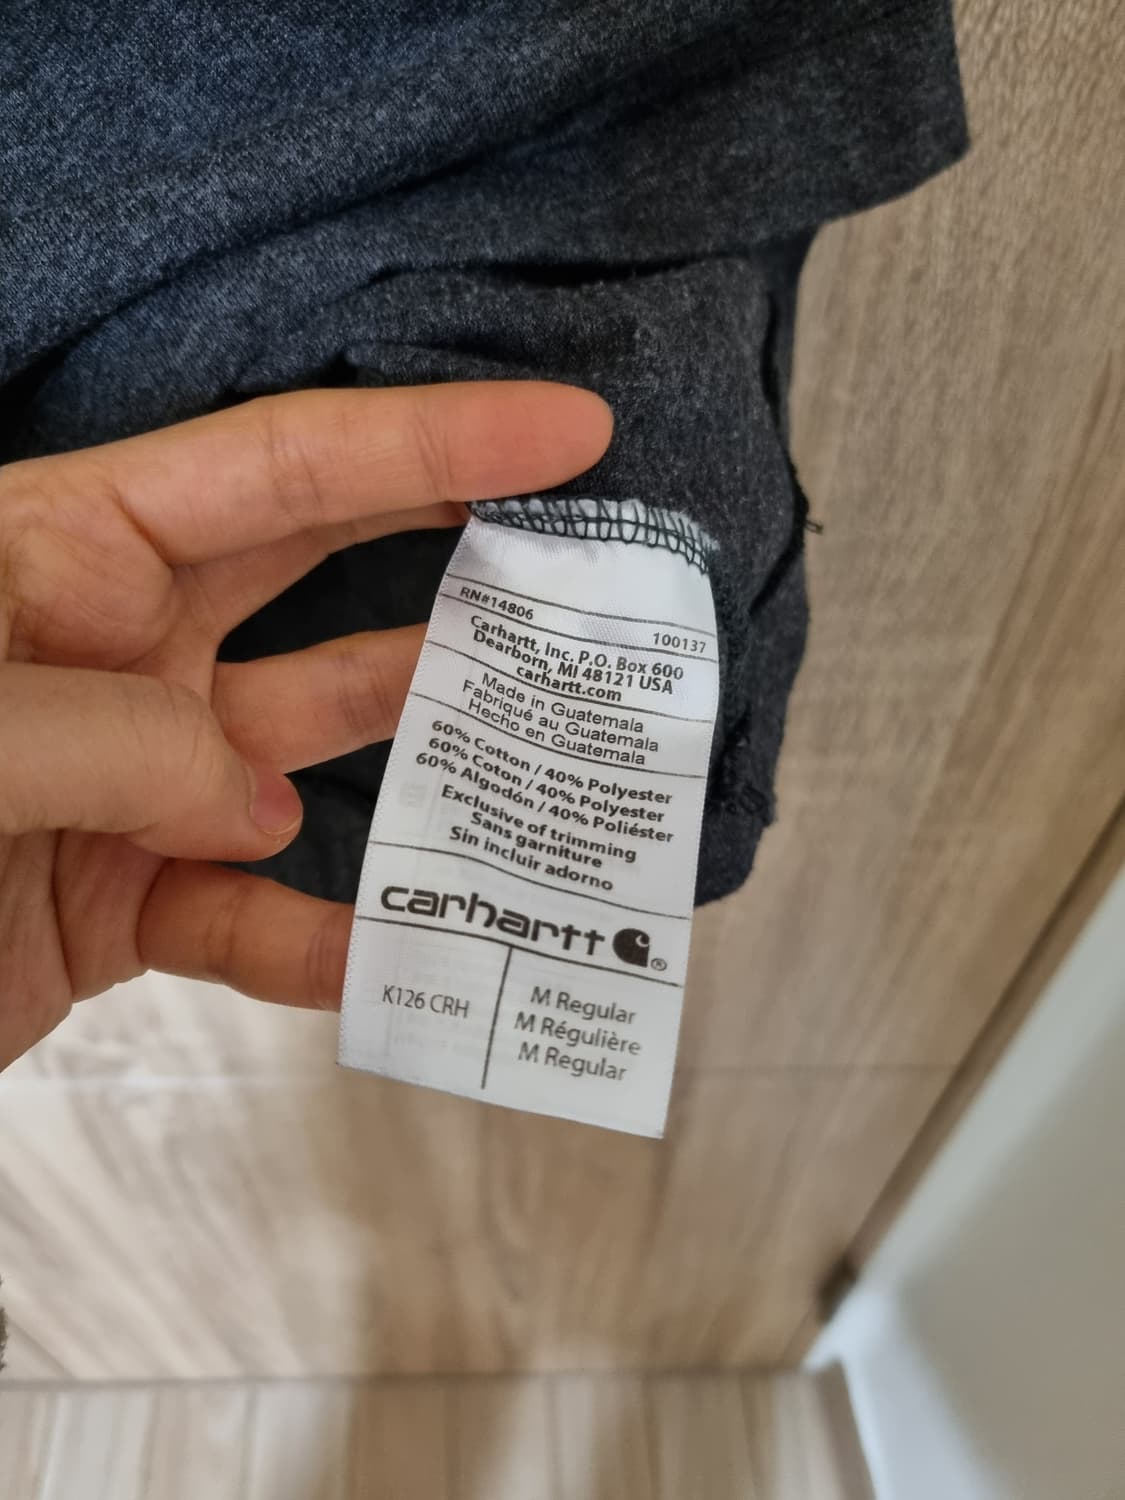 RN#14806
100137
Carhartt, Inc. P.O. Box 600
Dearborn, MI 48121 USA
carhartt.com
Made in Guatemala
Fabriqué au Guatemala
Hecho en Guatemala
60% Cotton / 40% Polyester
60% Coton / 40% Polyester
60% Algodón / 40% Poliéster
Exclusive of trimming
Sans garniture
Sin incluir adorno
carhartt ®
K126 CRH
M Regular
M Régulière
M Regular